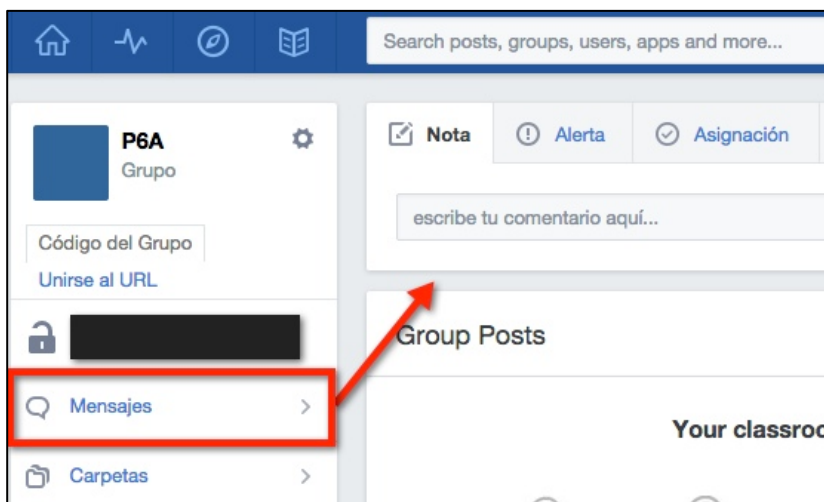 Search posts, groups, users, apps and more...
P6A
Grupo
Código del Grupo
Unirse al URL
Mensajes
Carpetas
Nota
Alerta
Asignación
escribe tu comentario aquí...
Group Posts
Your